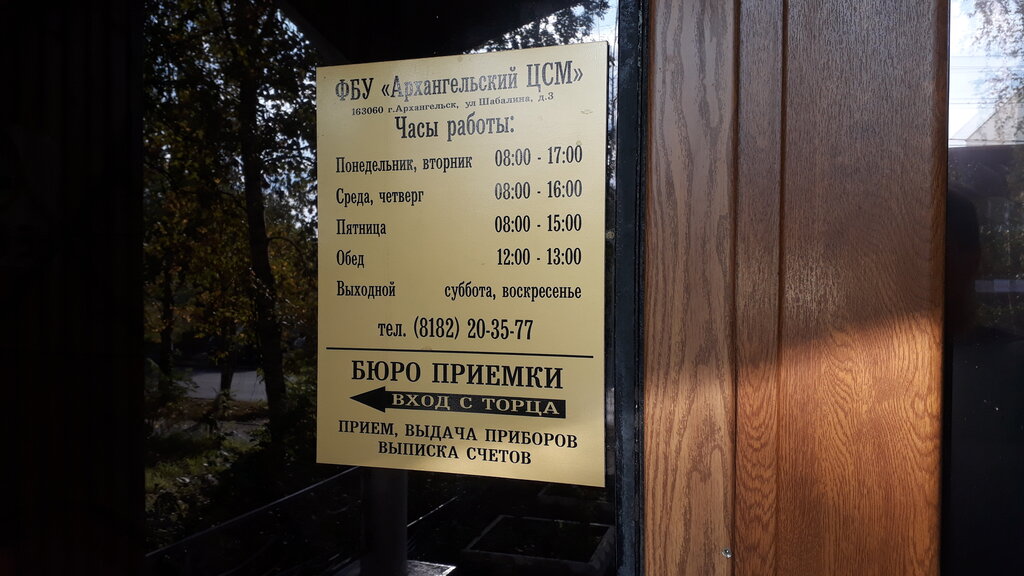 ФБУ «Архангельский ЦСМ»
163060 г.Архангельск, ул Шабалина, д.3
Часы работы:
Понедельник, вторник 08:00 - 17:00
Среда, четверг 08:00 - 16:00
Пятница 08:00 - 15:00
Обед 12:00 - 13:00
Выходной суббота, воскресенье
тел. (8182) 20-35-77
БЮРО ПРИЕМКИ
ВХОД С ТОРЦА
ПРИЕМ, ВЫДАЧА ПРИБОРОВ
ВЫПИСКА СЧЕТОВ